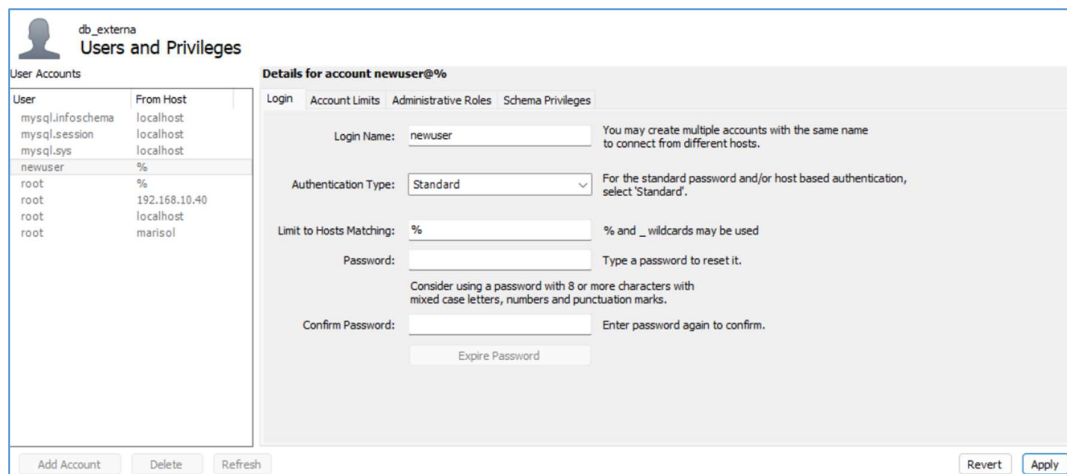 db_externa
Users and Privileges
User Accounts
Details for account newuser@%
User From Host
mysql.infoschema localhost
mysql.session localhost
mysql.sys localhost
newuser %
root %
root 192.168.10.40
root localhost
root marisol
Login Account Limits Administrative Roles Schema Privileges
Login Name: newuser You may create multiple accounts with the same name
to connect from different hosts.
Authentication Type: Standard For the standard password and/or host based authentication,
select 'Standard'.
Limit to Hosts Matching: % % and _ wildcards may be used
Password: Type a password to reset it.
Consider using a password with 8 or more characters with
mixed case letters, numbers and punctuation marks.
Confirm Password: Enter password again to confirm.
Expire Password
Add Account Delete Refresh Revert Apply